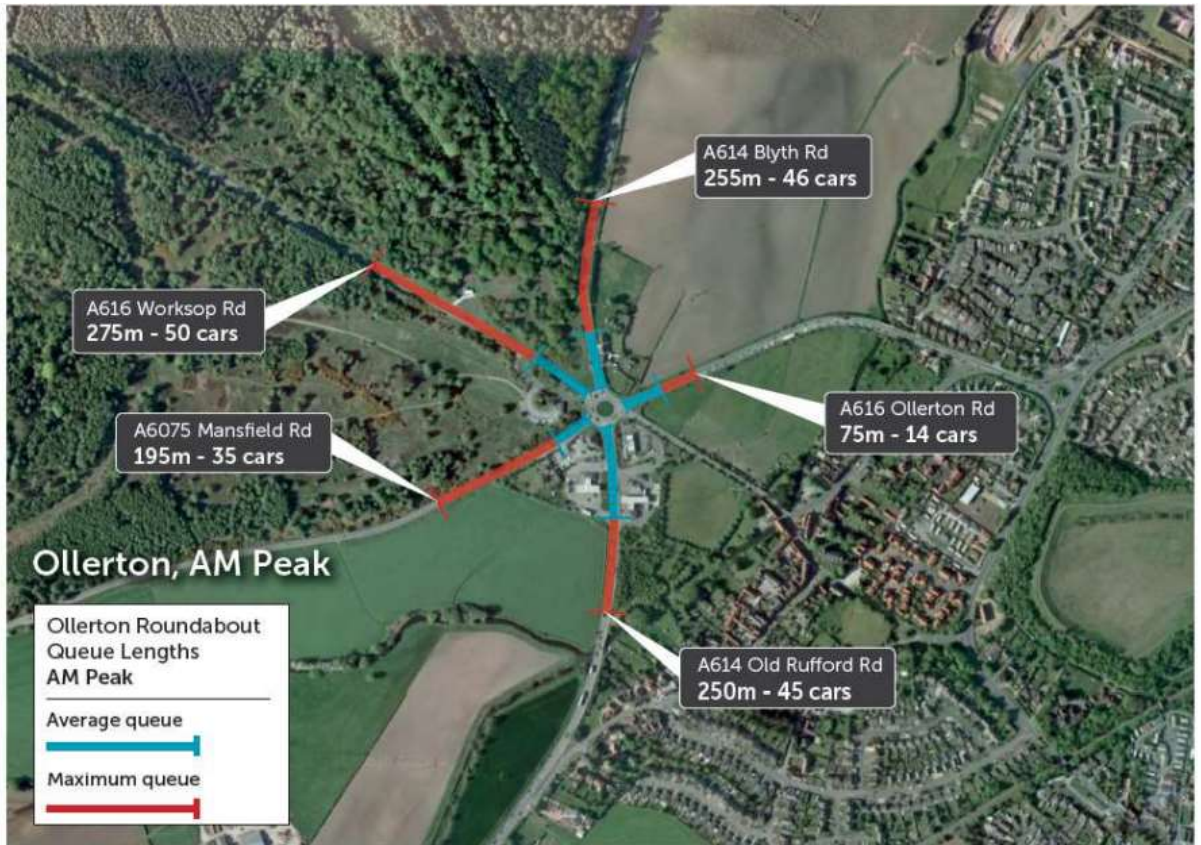 A614 Blyth Rd
255m - 46 cars
A616 Worksop Rd
275m - 50 cars
A616 Ollerton Rd
75m - 14 cars
A6075 Mansfield Rd
195m - 35 cars
Ollerton, AM Peak
Ollerton Roundabout
Queue Lengths
AM Peak
Average queue
Maximum queue
A614 Old Rufford Rd
250m - 45 cars